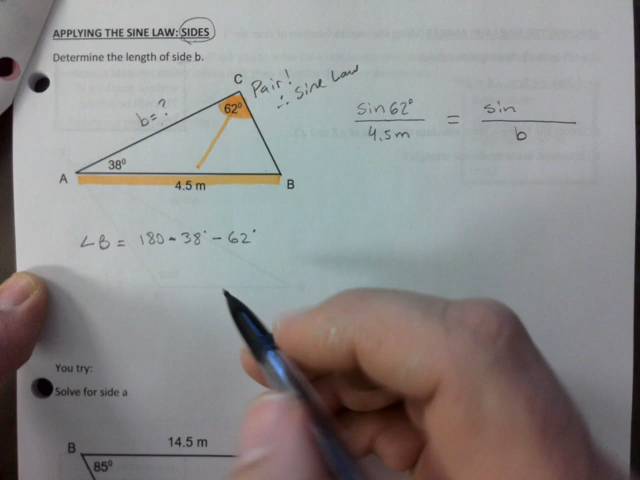 APPLYING THE SINE LAW: SIDES
Determine the length of side b.
C
Pair!
∴ Sine Law
b=?
62°
38°
A
B
4.5 m
sin 62° / 4.5m = sin / b
∠B = 180 - 38° - 62°
You try:
Solve for side a
B
14.5 m
85°